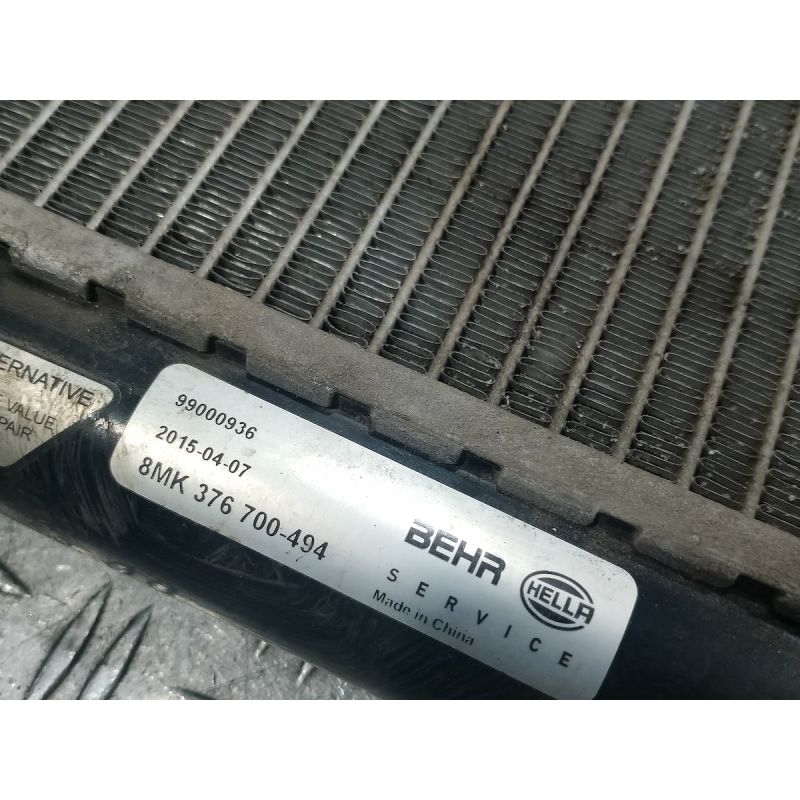 ERNATIVE
VALUE
PAIR
99000936
2015-04-07
8MK 376 700-494
BEHR
HELLA
SERVICE
Made in China